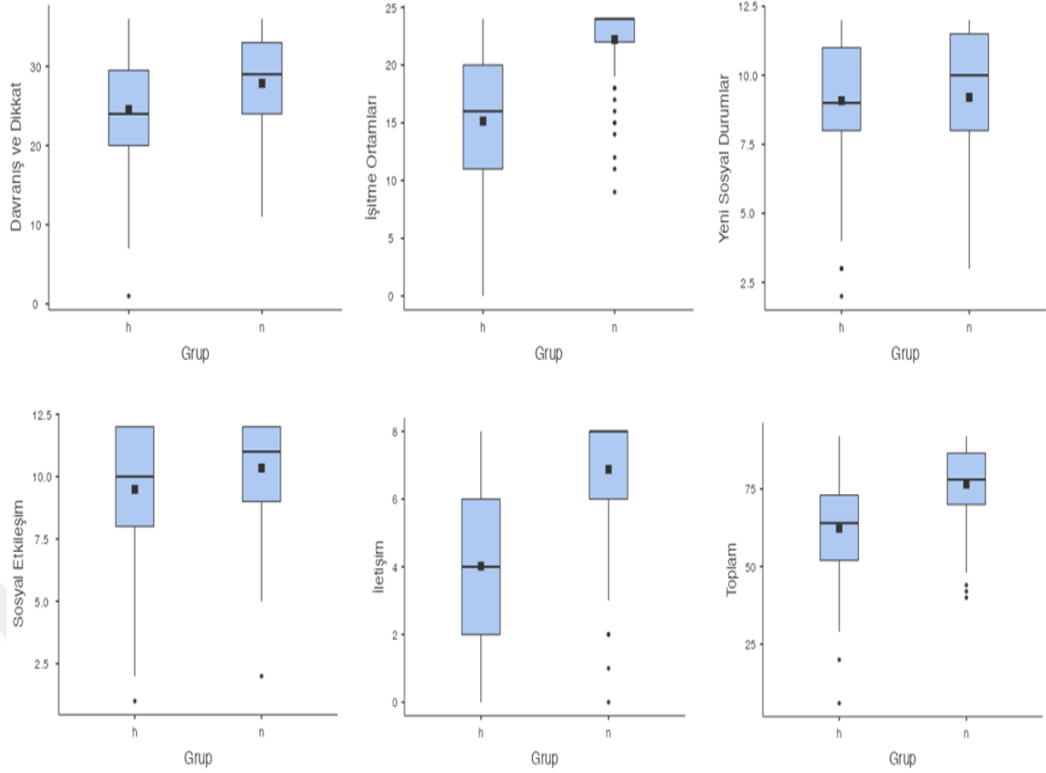 Davranış ve Dikkat
30
20
10
0
h n
Grup
İşitme Ortamları
25
20
15
10
5
0
h n
Grup
Yeni Sosyal Durumlar
12.5
10.0
7.5
5.0
2.5
h n
Grup
Sosyal Etkileşim
12.5
10.0
7.5
5.0
2.5
h n
Grup
İletişim
8
6
4
2
0
h n
Grup
Toplam
75
50
25
h n
Grup